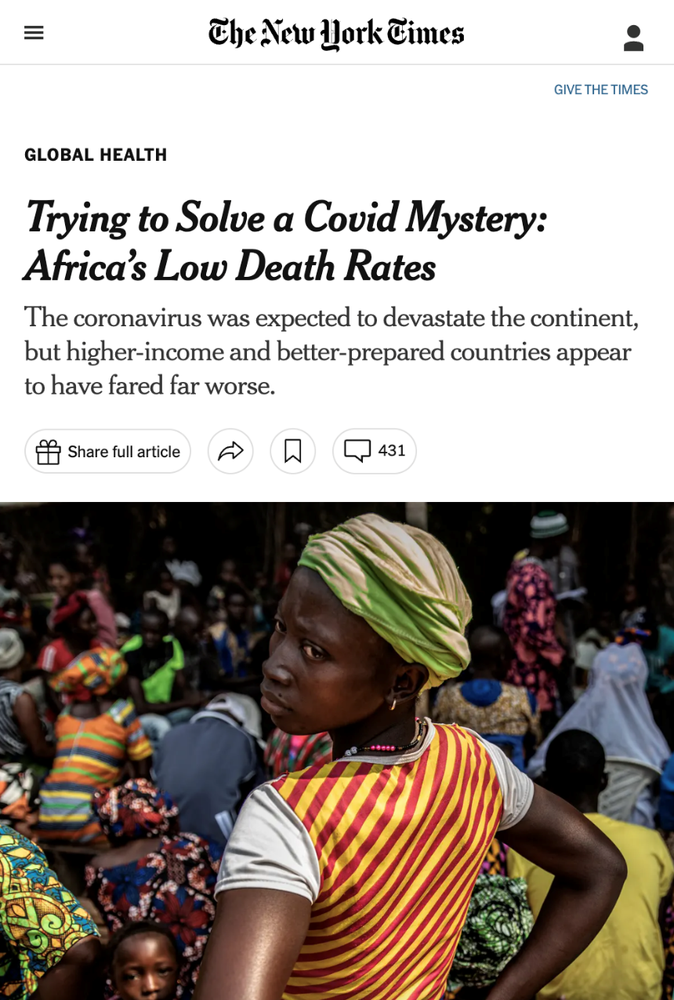 The New York Times
GIVE THE TIMES
GLOBAL HEALTH
Trying to Solve a Covid Mystery:
Africa’s Low Death Rates
The coronavirus was expected to devastate the continent,
but higher-income and better-prepared countries appear
to have fared far worse.
Share full article
431